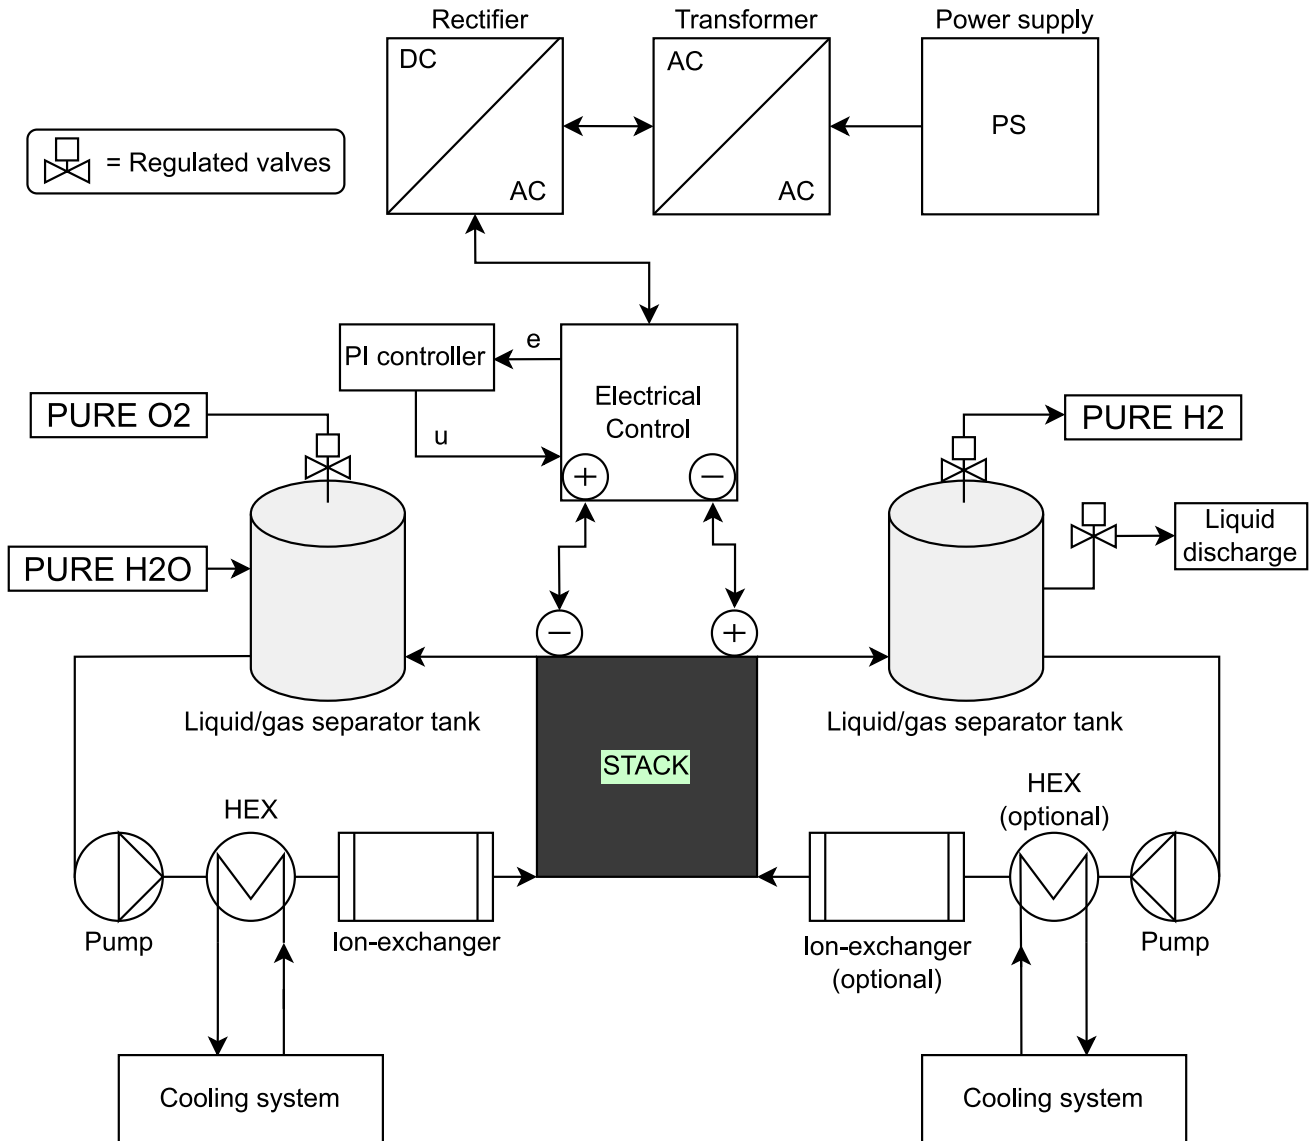 Rectifier
Transformer
Power supply
DC
AC
AC
AC
PS
= Regulated valves
PI controller
e
u
Electrical
Control
+
−
PURE O2
PURE H2
PURE H2O
Liquid
discharge
−
+
Liquid/gas separator tank
Liquid/gas separator tank
STACK
HEX
HEX
(optional)
Pump
Ion-exchanger
Ion-exchanger
(optional)
Pump
Cooling system
Cooling system